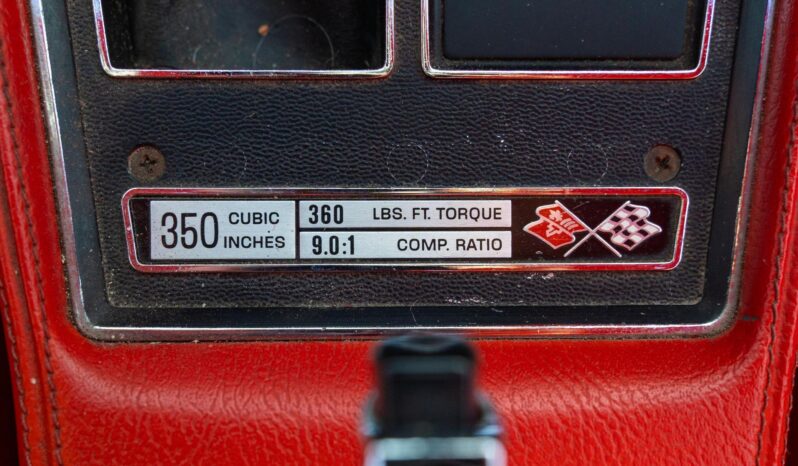 350 CUBIC INCHES
360 LBS. FT. TORQUE
9.0:1 COMP. RATIO